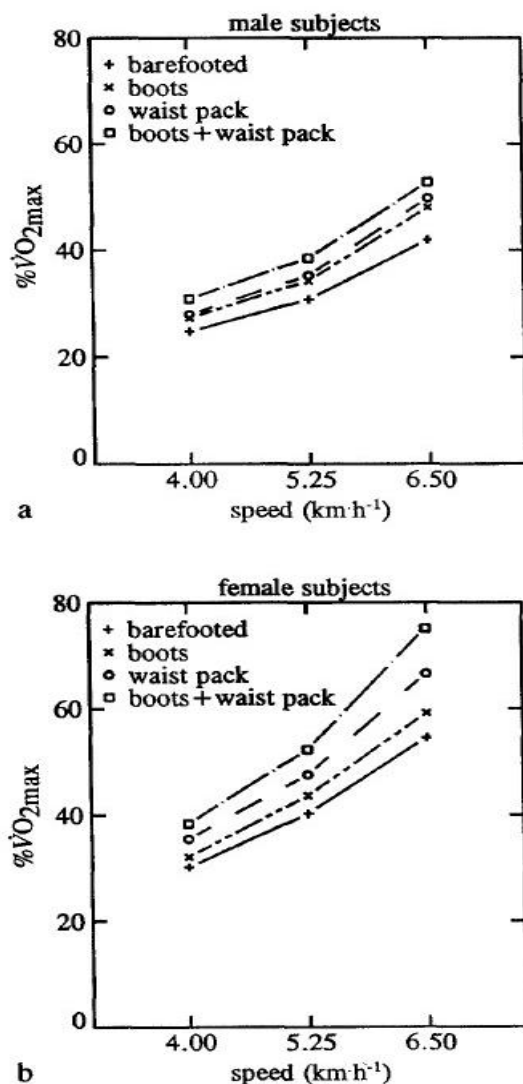 male subjects
80
+ barefooted
× boots
o waist pack
□ boots + waist pack
60
%V̇O2max
40
20
0
4.00 5.25 6.50
a
speed (km·h-1)
female subjects
80
+ barefooted
× boots
o waist pack
□ boots + waist pack
60
%V̇O2max
40
20
0
4.00 5.25 6.50
b
speed (km·h-1)